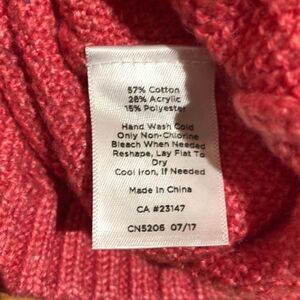 57% Cotton
28% Acrylic
15% Polyester
Hand Wash Cold
Only Non-Chlorine
Bleach When Needed
Reshape, Lay Flat To
Dry
Cool Iron, If Needed
Made In China
CA #23147
CN5206 07/17